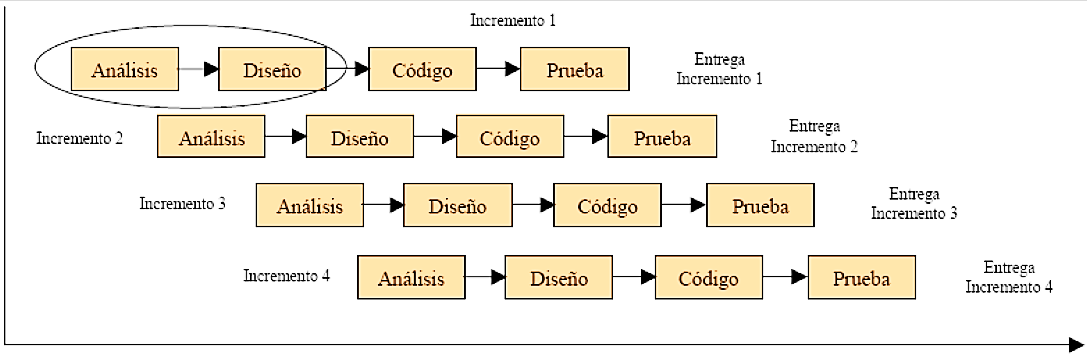 Incremento 1
Análisis
Diseño
Código
Prueba
Entrega
Incremento 1
Incremento 2
Análisis
Diseño
Código
Prueba
Entrega
Incremento 2
Incremento 3
Análisis
Diseño
Código
Prueba
Entrega
Incremento 3
Incremento 4
Análisis
Diseño
Código
Prueba
Entrega
Incremento 4